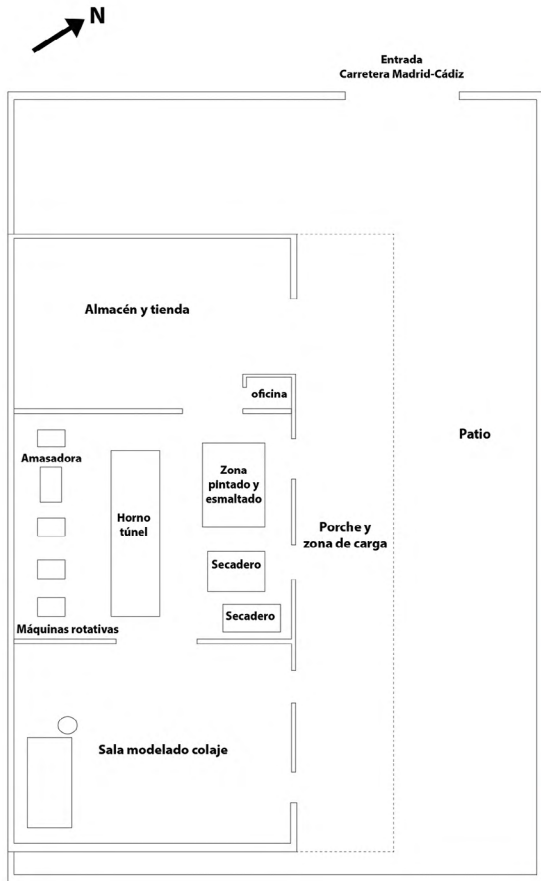 N
Entrada
Carretera Madrid-Cádiz
Almacén y tienda
oficina
Patio
Amasadora
Zona
pintado y
esmaltado
Horno
túnel
Porche y
zona de carga
Secadero
Secadero
Máquinas rotativas
Sala modelado colaje